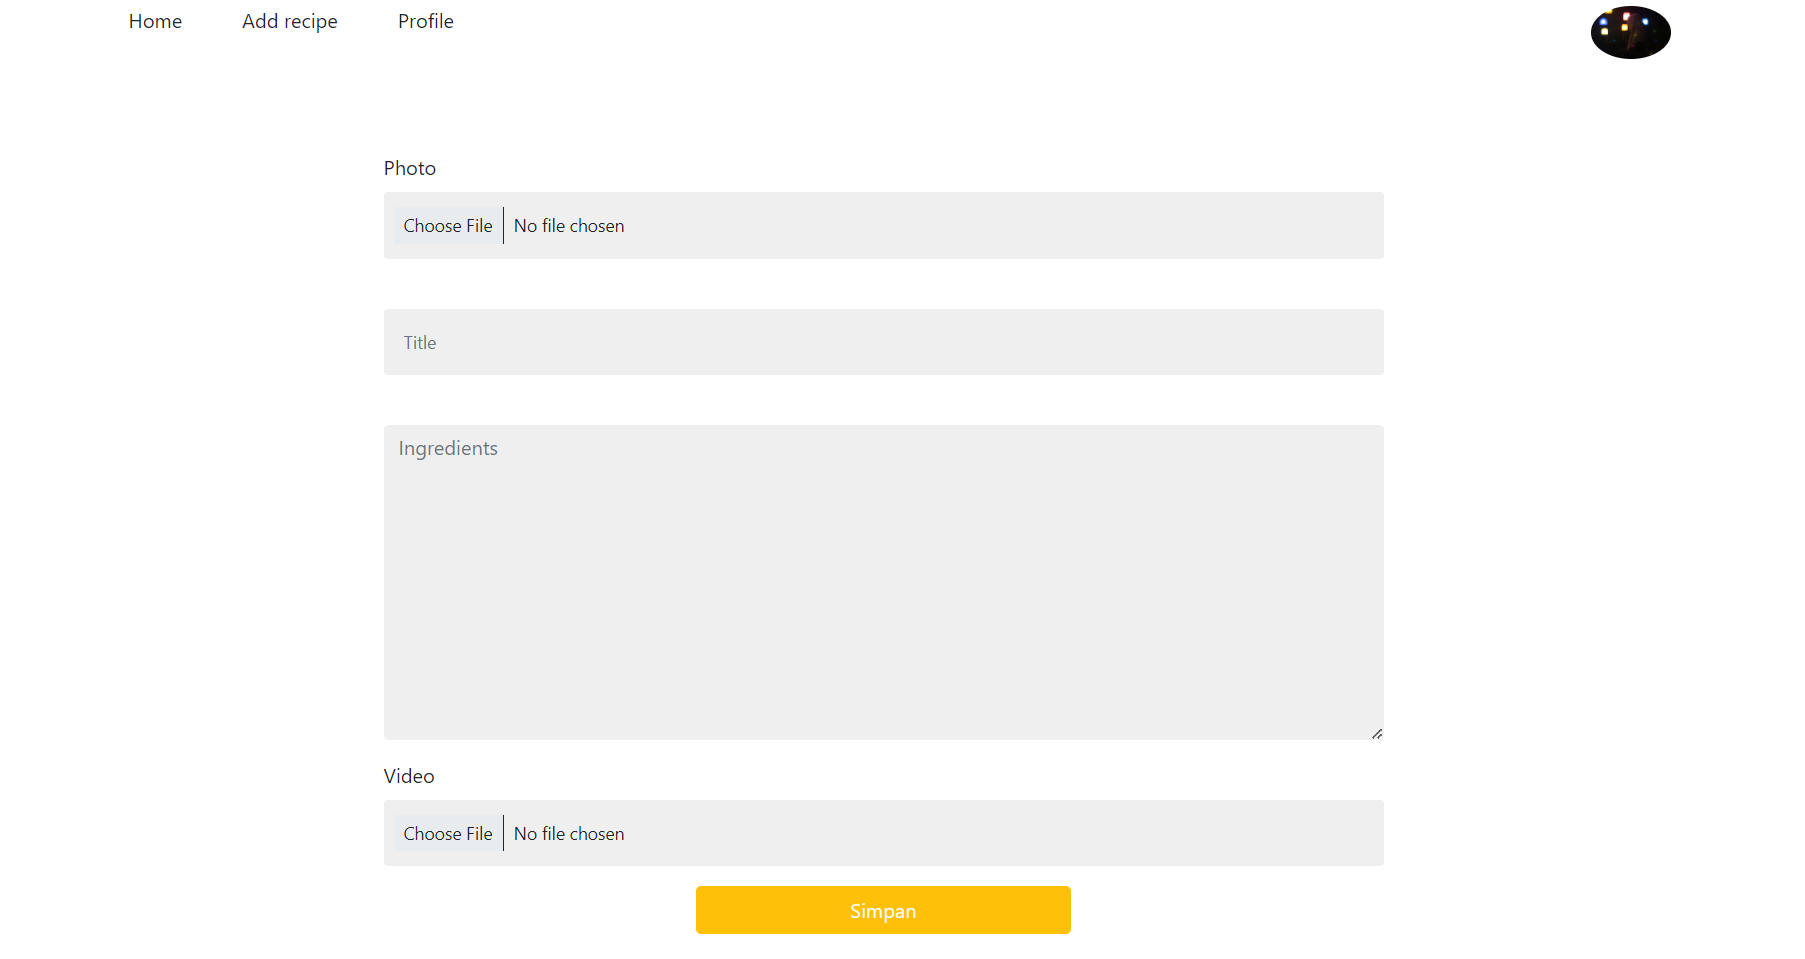 Home Add recipe Profile
Photo
Choose File No file chosen
Title
Ingredients
Video
Choose File No file chosen
Simpan